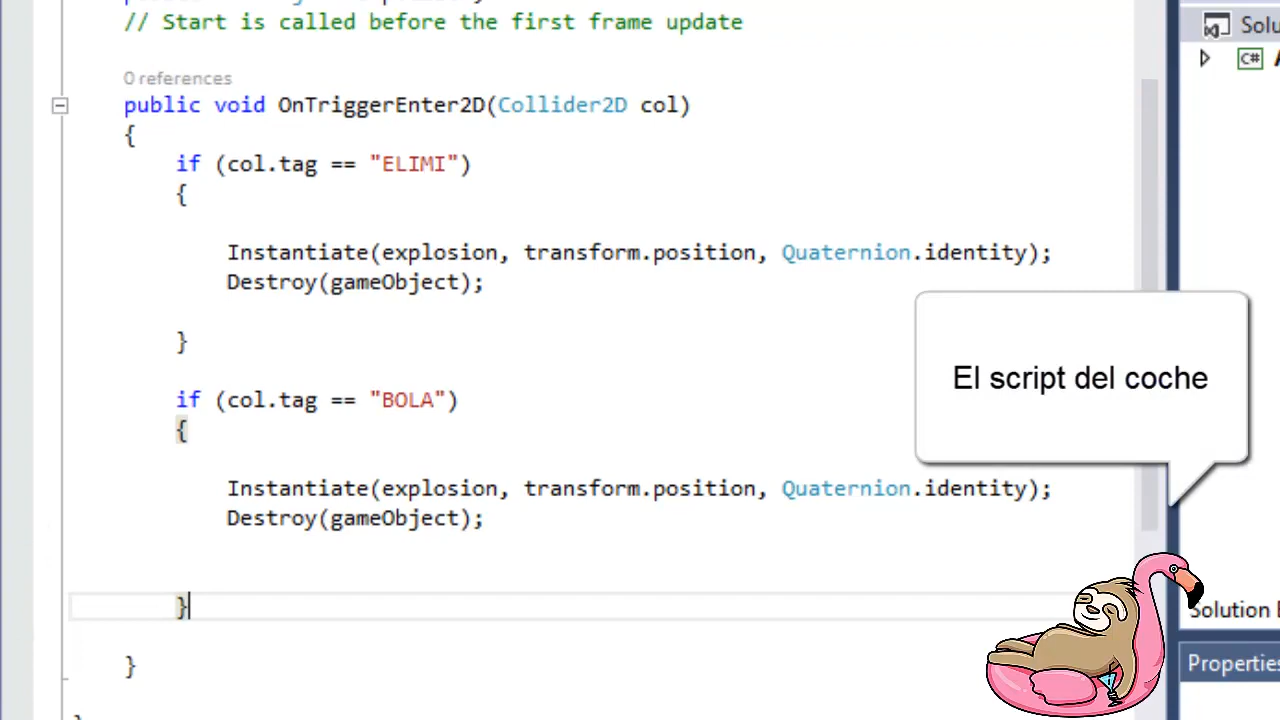 // Start is called before the first frame update
0 references
public void OnTriggerEnter2D(Collider2D col)
{
if (col.tag == "ELIMI")
{
Instantiate(explosion, transform.position, Quaternion.identity);
Destroy(gameObject);
}
if (col.tag == "BOLA")
{
Instantiate(explosion, transform.position, Quaternion.identity);
Destroy(gameObject);
}
}
El script del coche
Solu
C#
Solution E
Properties